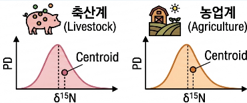 축산계
(Livestock)
PD
Centroid
δ¹⁵N
농업계
(Agriculture)
PD
Centroid
δ¹⁵N